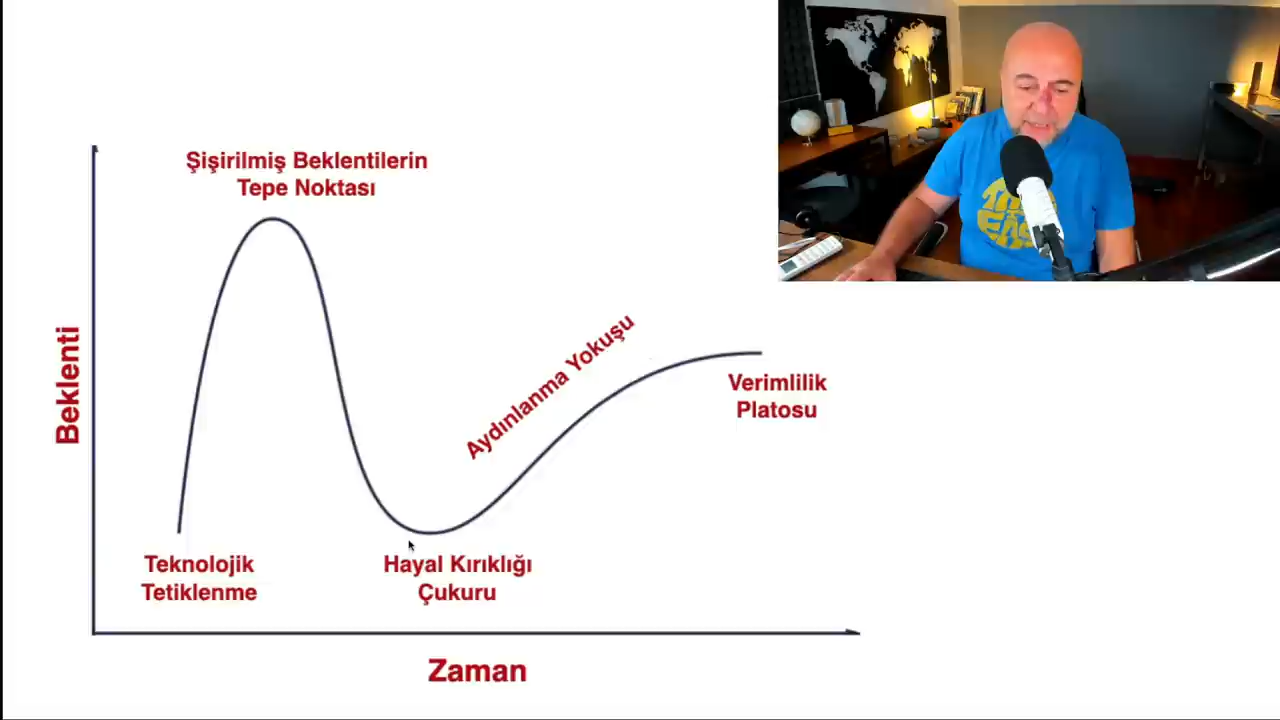 Şişirilmiş Beklentilerin
Tepe Noktası
Beklenti
Aydınlanma Yokuşu
Verimlilik
Platosu
Teknolojik
Tetiklenme
Hayal Kırıklığı
Çukuru
Zaman